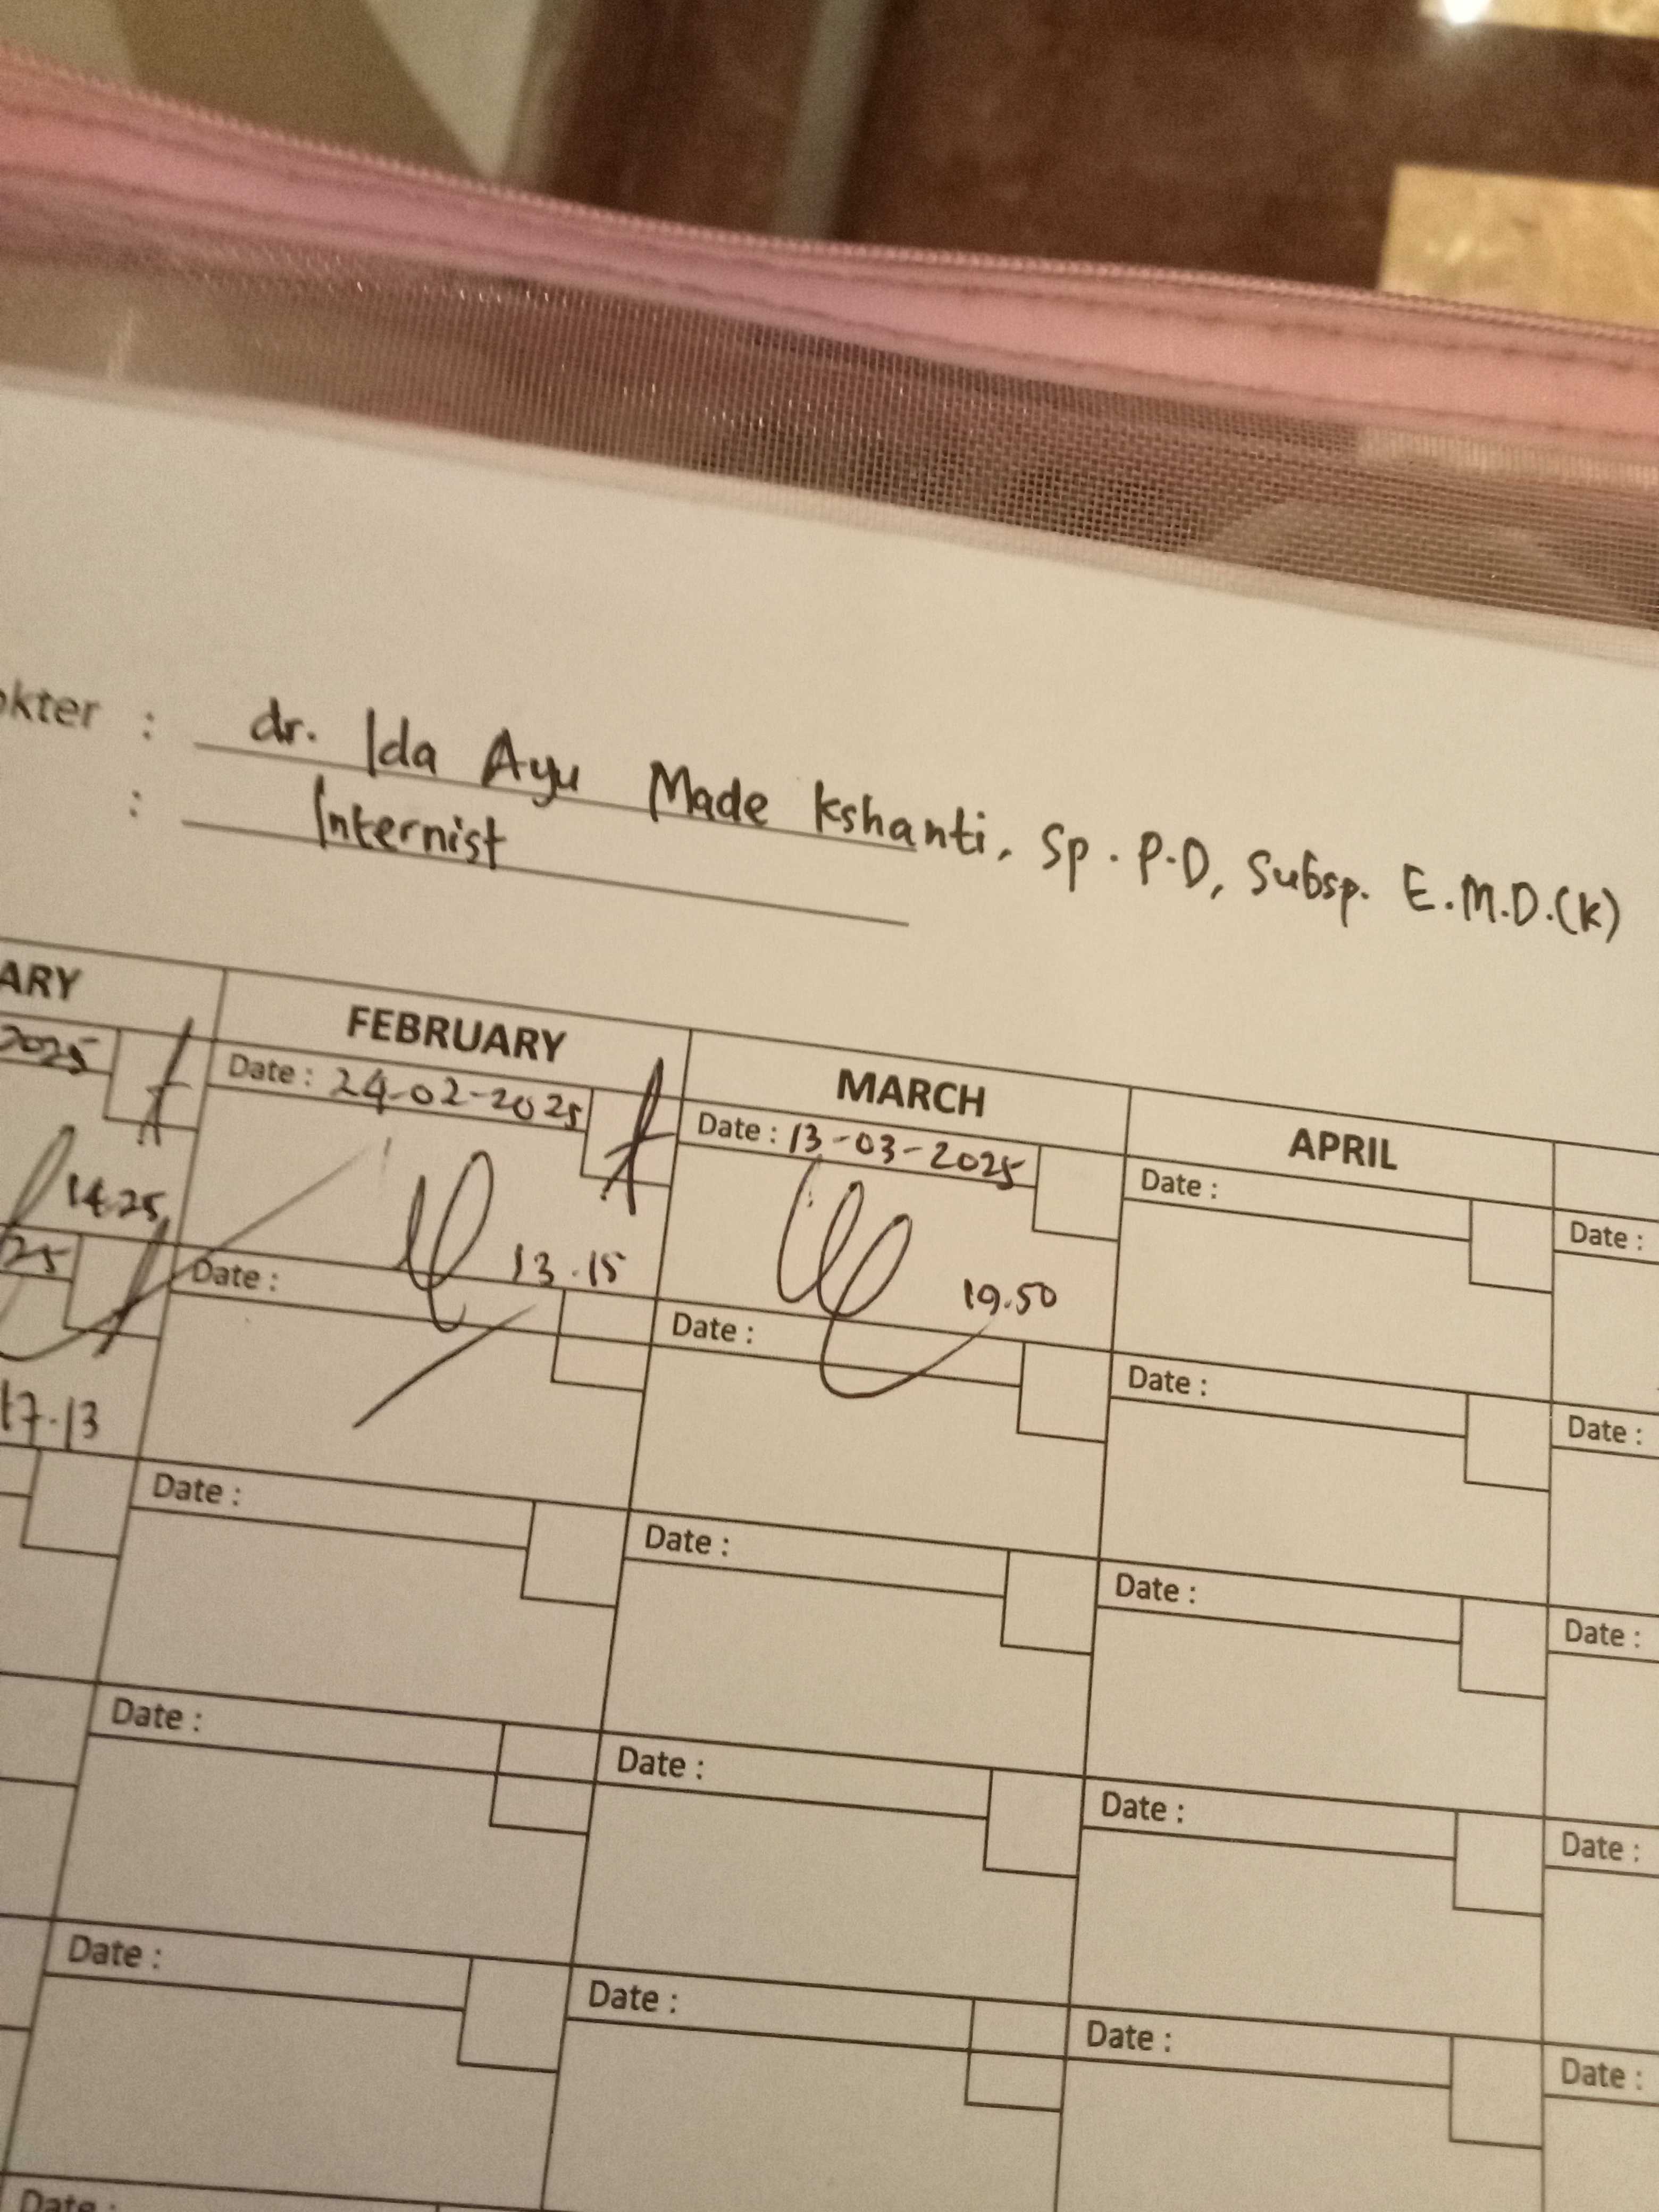 okter : dr. Ida Ayu Made Kshanti, Sp.P.D, Subsp. E.M.D.(K)
: Internist
ARY FEBRUARY MARCH APRIL
2025 Date : 24-02-2025 Date : 13-03-2025 Date : Date :
14.25 13.15 19.50
25 Date : Date : Date : Date :
17.13
Date : Date : Date : Date :
Date : Date : Date : Date :
Date : Date : Date : Date :
Date :